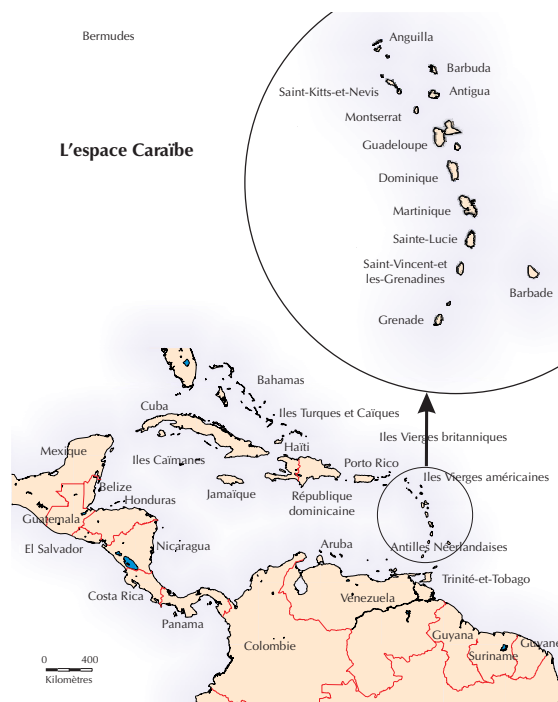 Bermudes
Anguilla
Barbuda
Saint-Kitts-et-Nevis
Antigua
Montserrat
Guadeloupe
L'espace Caraïbe
Dominique
Martinique
Sainte-Lucie
Saint-Vincent-et
les-Grenadines
Barbade
Grenade
Bahamas
Cuba
Iles Turques et Caïques
Iles Vierges britanniques
Haïti
Mexique
Iles Caïmanes
Porto Rico
Iles Vierges américaines
Belize
Jamaïque
République
dominicaine
Honduras
Guatemala
El Salvador
Nicaragua
Aruba
Antilles Néerlandaises
Trinité-et-Tobago
Costa Rica
Venezuela
Panama
Colombie
Guyana
Suriname
Guyane
0 400
Kilomètres